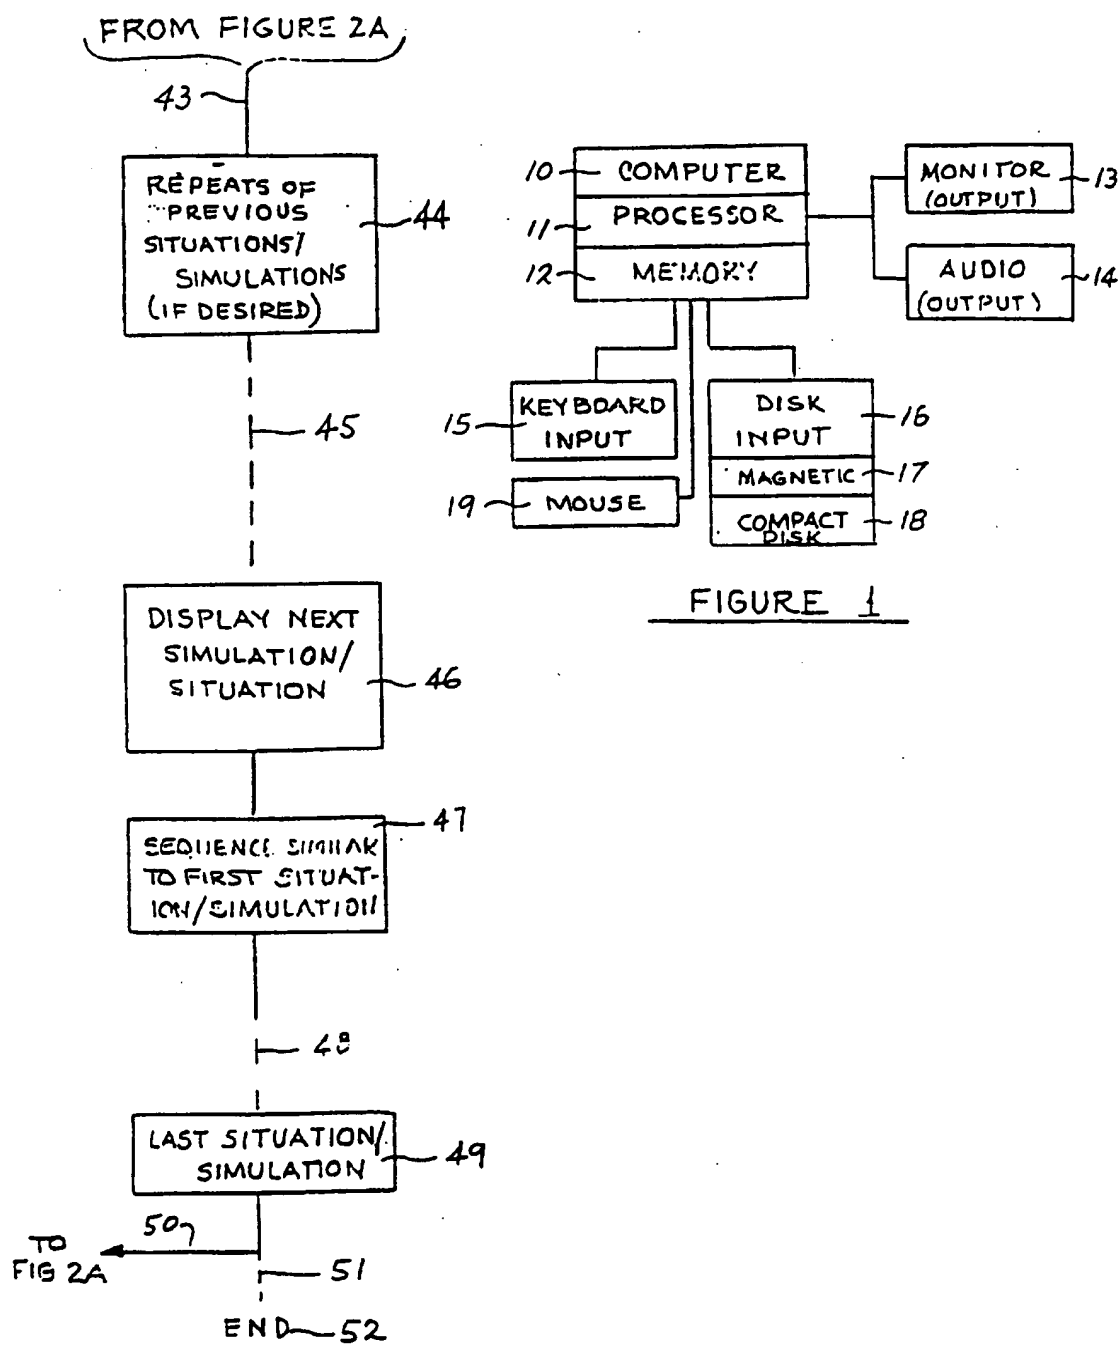 FROM FIGURE 2A
43
REPEATS OF
PREVIOUS
SITUATIONS/
SIMULATIONS
(IF DESIRED)
44
45
DISPLAY NEXT
SIMULATION/
SITUATION
46
47
SEQUENCE SIMILAR
TO FIRST SITUAT-
ION/SIMULATION
48
LAST SITUATION/
SIMULATION
49
50
TO
FIG 2A
51
END
52
10
COMPUTER
11
PROCESSOR
12
MEMORY
MONITOR
(OUTPUT)
13
AUDIO
(OUTPUT)
14
15
KEYBOARD
INPUT
DISK
INPUT
16
MAGNETIC
17
COMPACT
DISK
18
19
MOUSE
FIGURE 1